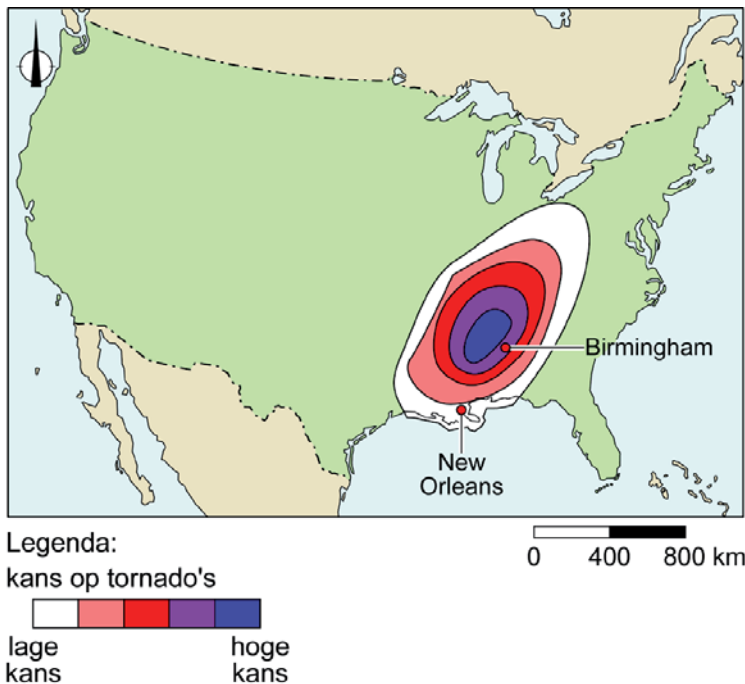 Birmingham
New
Orleans
Legenda:
kans op tornado's
lage
kans
hoge
kans
0 400 800 km